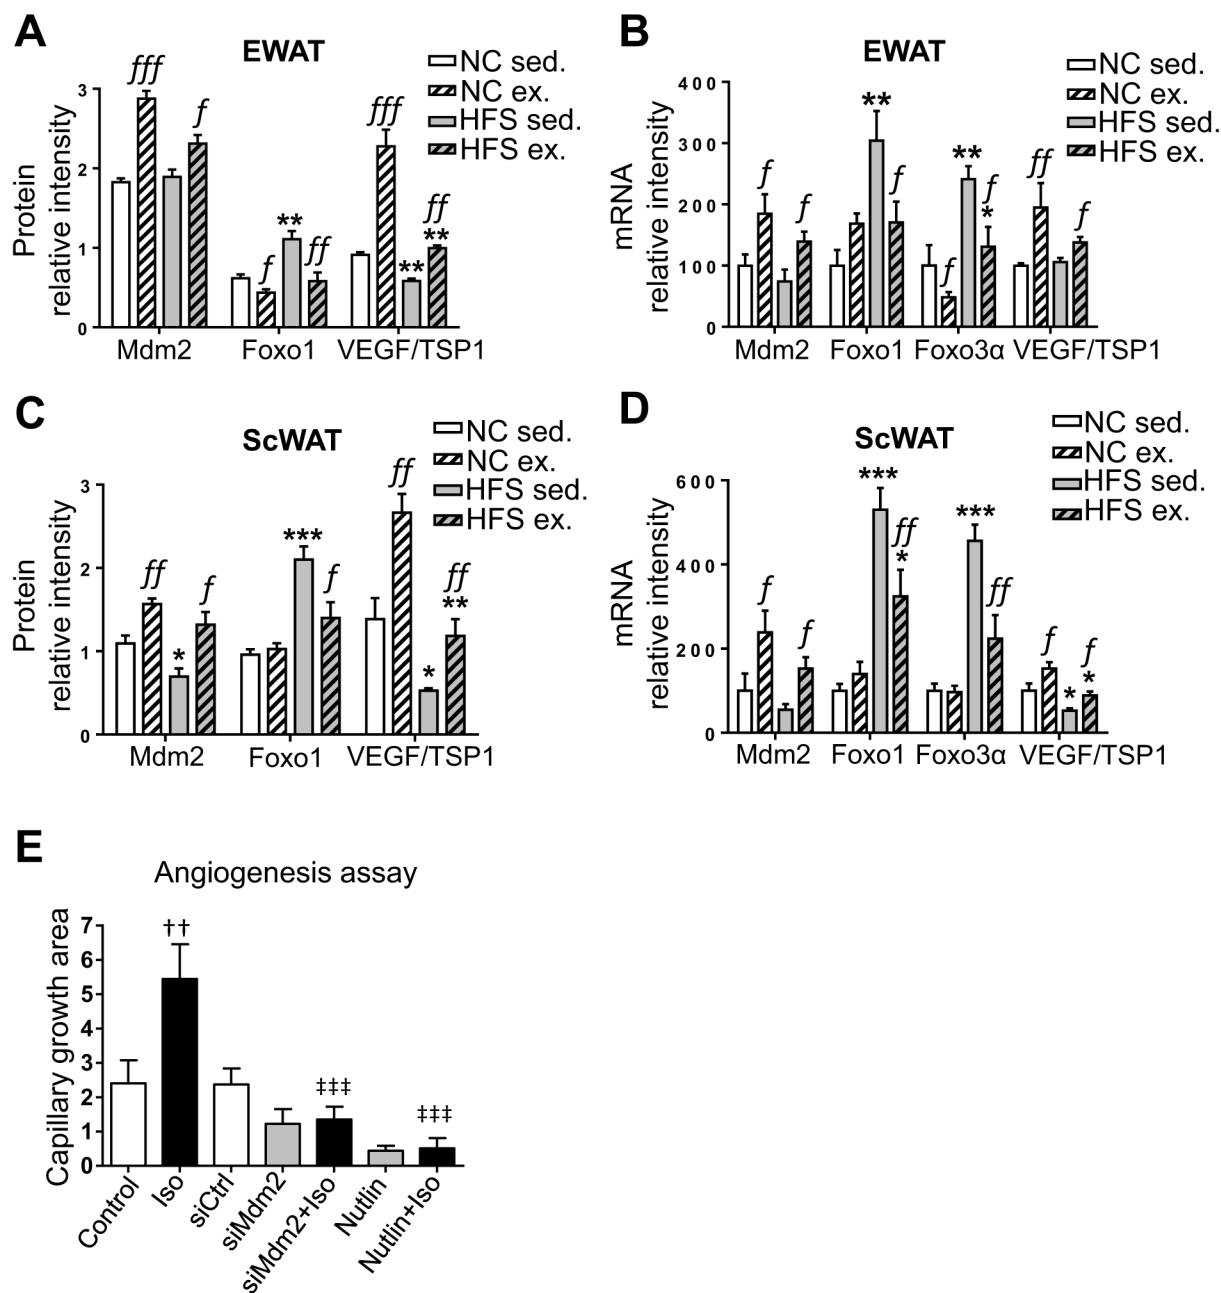 A
EWAT
NC sed.
NC ex.
HFS sed.
HFS ex.
Protein
relative intensity
3
2
1
0
fff
f
f
**
ff
fff
**
ff
**
Mdm2 Foxo1 VEGF/TSP1
B
EWAT
NC sed.
NC ex.
HFS sed.
HFS ex.
mRNA
relative intensity
400
300
200
100
0
f
f
**
f
f
**
f
*
ff
f
Mdm2 Foxo1 Foxo3α VEGF/TSP1
C
ScWAT
NC sed.
NC ex.
HFS sed.
HFS ex.
Protein
relative intensity
3
2
1
0
ff
*
f
***
f
ff
*
ff
**
Mdm2 Foxo1 VEGF/TSP1
D
ScWAT
NC sed.
NC ex.
HFS sed.
HFS ex.
mRNA
relative intensity
600
400
200
0
f
f
***
ff
*
***
ff
f
*
f
*
Mdm2 Foxo1 Foxo3α VEGF/TSP1
E
Angiogenesis assay
Capillary growth area
7
6
5
4
3
2
1
0
††
‡‡‡
‡‡‡
Control
Iso
siCtrl
siMdm2
siMdm2+Iso
Nutlin
Nutlin+Iso